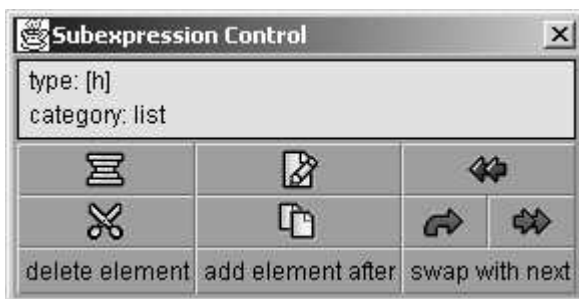 Subexpression Control
type: [h]
category: list
delete element add element after swap with next